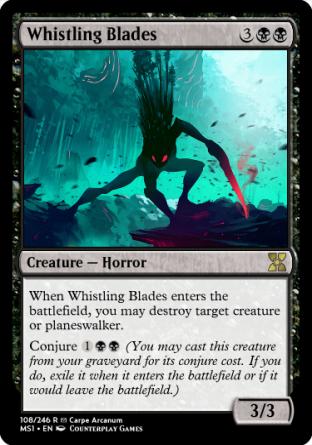 Whistling Blades 3
Creature — Horror
When Whistling Blades enters the
battlefield, you may destroy target creature
or planeswalker.
Conjure 1 (You may cast this creature
from your graveyard for its conjure cost. If you
do, exile it when it enters the battlefield or if it
would leave the battlefield.)
3/3
108/246 R Carpe Arcanum
MS1 • EN Counterplay Games